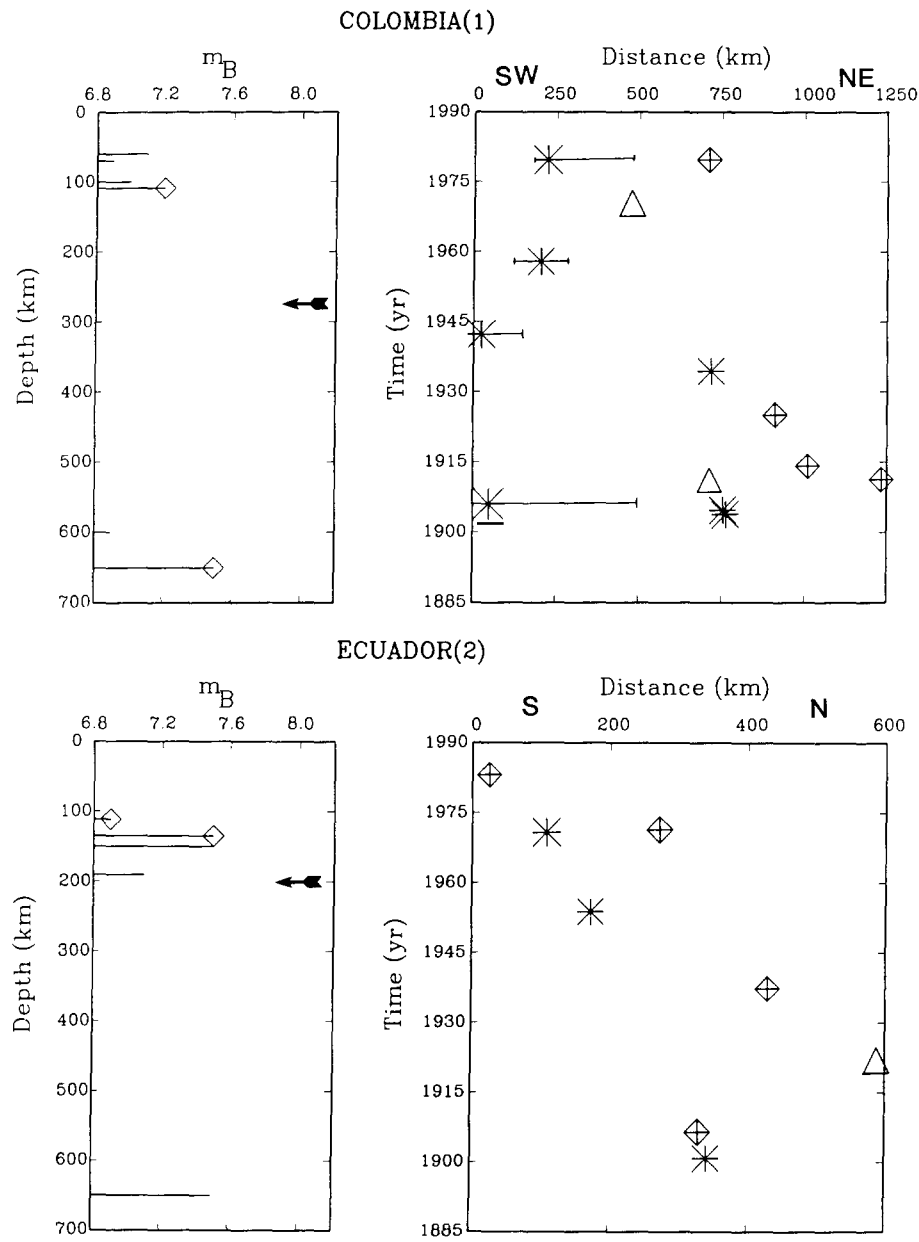 COLOMBIA(1)
m_B
6.8 7.2 7.6 8.0
0
100
200
300
400
500
600
700
Depth (km)
Distance (km)
SW NE
0 250 500 750 1000 1250
1990
1975
1960
1945
1930
1915
1900
1885
Time (yr)
ECUADOR(2)
m_B
6.8 7.2 7.6 8.0
0
100
200
300
400
500
600
700
Depth (km)
Distance (km)
S N
0 200 400 600
1990
1975
1960
1945
1930
1915
1900
1885
Time (yr)